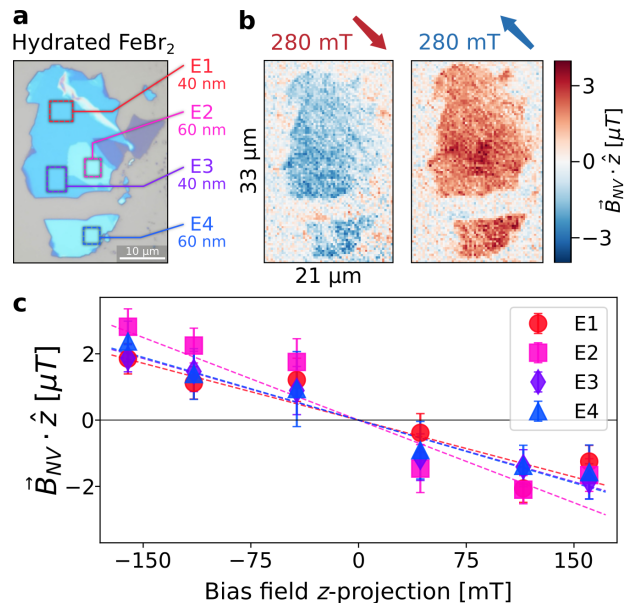 a
Hydrated FeBr2
E1
40 nm
E2
60 nm
E3
40 nm
E4
60 nm
10 μm
b
280 mT
280 mT
33 μm
21 μm
3
0
−3
B⃗NV · ẑ [μT]
c
2
0
−2
B⃗NV · ẑ [μT]
E1
E2
E3
E4
−150
−75
0
75
150
Bias field z-projection [mT]